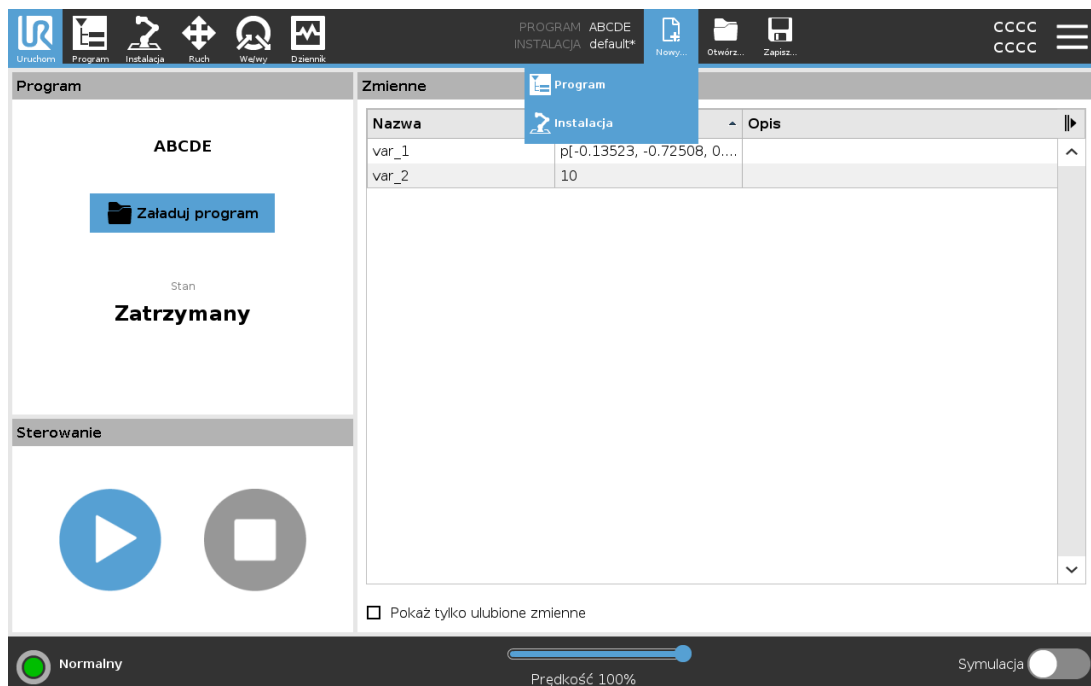 PROGRAM ABCDE
INSTALACJA default*
CCCC
CCCC
Uruchom
Program
Instalacja
Ruch
We/wy
Dziennik
Nowy...
Otwórz...
Zapisz...
Program
Instalacja
Program
Zmienne
Nazwa
Opis
var_1 p[-0.13523, -0.72508, 0....
var_2 10
ABCDE
Załaduj program
Stan
Zatrzymany
Sterowanie
Pokaż tylko ulubione zmienne
Normalny
Prędkość 100%
Symulacja